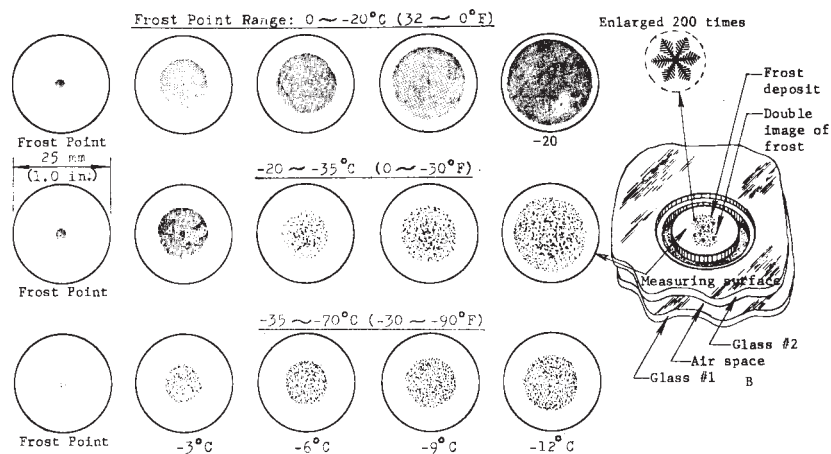 Frost Point Range: 0 ~ -20°C (32 ~ 0°F)
Enlarged 200 times
Frost
deposit
Double
image of
frost
Frost Point
-20
25 mm
(1.0 in.)
-20 ~ -35°C (0 ~ -30°F)
Frost Point
Measuring surface
-35 ~ -70°C (-30 ~ -90°F)
Glass #2
Air space
Glass #1
B
Frost Point
-3°C
-6°C
-9°C
-12°C